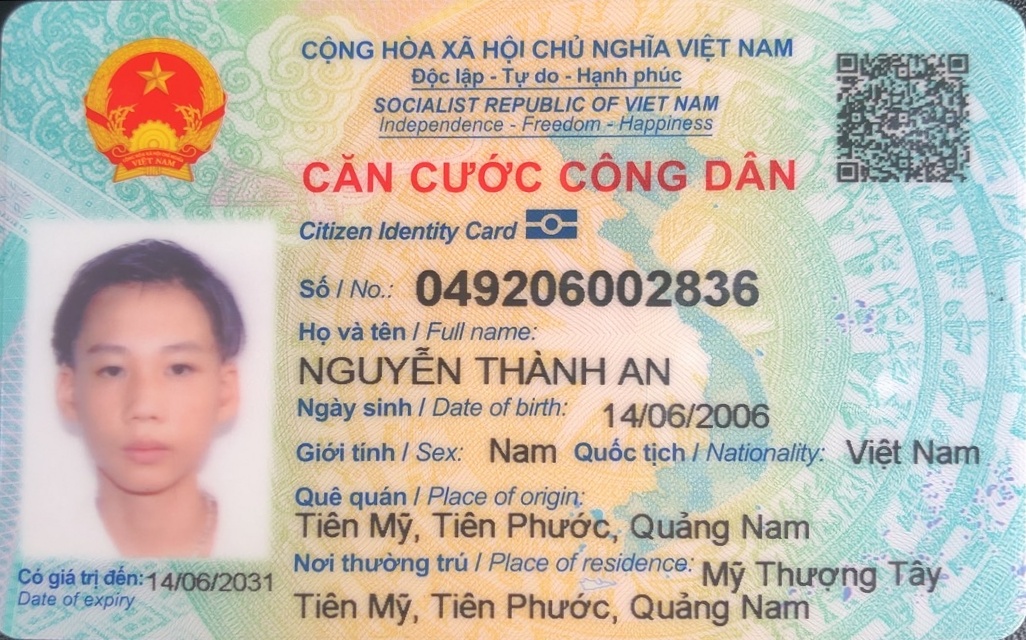 CỘNG HÒA XÃ HỘI CHỦ NGHĨA VIỆT NAM
Độc lập - Tự do - Hạnh phúc
SOCIALIST REPUBLIC OF VIET NAM
Independence - Freedom - Happiness
CĂN CƯỚC CÔNG DÂN
Citizen Identity Card
Số / No.: 049206002836
Họ và tên / Full name:
NGUYỄN THÀNH AN
Ngày sinh / Date of birth: 14/06/2006
Giới tính / Sex: Nam Quốc tịch / Nationality: Việt Nam
Quê quán / Place of origin:
Tiên Mỹ, Tiên Phước, Quảng Nam
Nơi thường trú / Place of residence: Mỹ Thượng Tây
Tiên Mỹ, Tiên Phước, Quảng Nam
Có giá trị đến: 14/06/2031
Date of expiry
VIỆT NAM